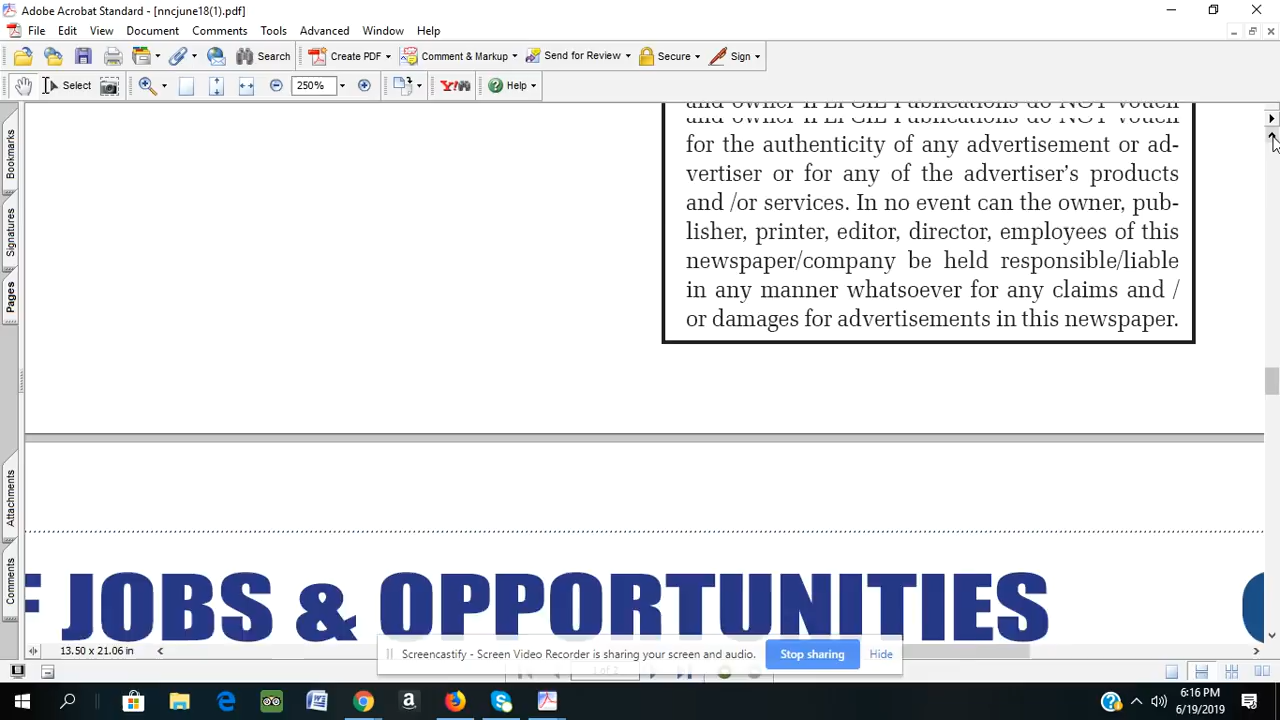 Adobe Acrobat Standard - [nncjune18(1).pdf]
File Edit View Document Comments Tools Advanced Window Help
Search Create PDF Comment & Markup Send for Review Secure Sign
Select 250% Y! Help
Bookmarks
Signatures
Pages
Attachments
Comments
for the authenticity of any advertisement or ad-
vertiser or for any of the advertiser's products
and /or services. In no event can the owner, pub-
lisher, printer, editor, director, employees of this
newspaper/company be held responsible/liable
in any manner whatsoever for any claims and /
or damages for advertisements in this newspaper.
F JOBS & OPPORTUNITIES
13.50 x 21.06 in
Screencastify - Screen Video Recorder is sharing your screen and audio. Stop sharing Hide
1 of 2
6:16 PM
6/19/2019